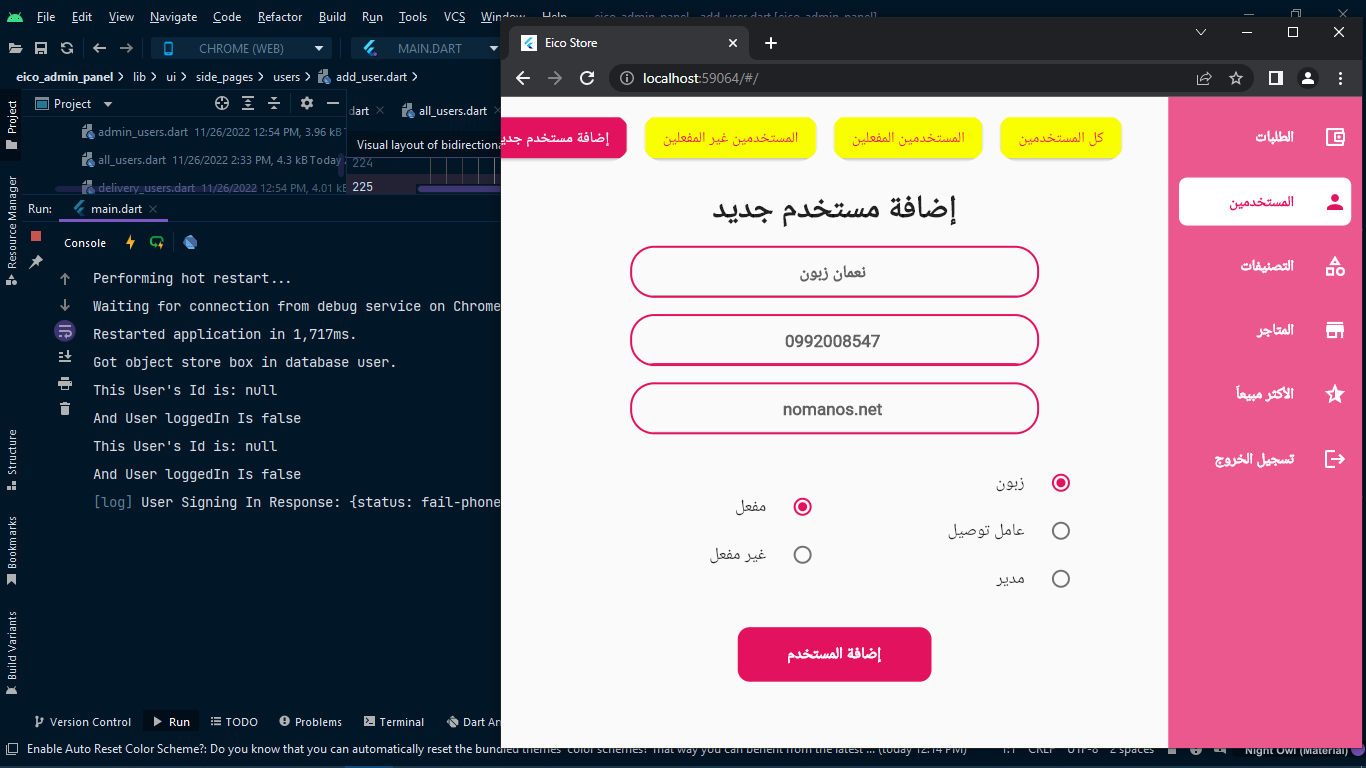 File Edit View Navigate Code Refactor Build Run Tools VCS Window Help eico_admin_panel - add_user.dart [eico_admin_panel]
CHROME (WEB) MAIN.DART
eico_admin_panel lib ui side_pages users add_user.dart
Project
dart all_users.dart
admin_users.dart 11/26/2022 12:54 PM, 3.96 kB
all_users.dart 11/26/2022 2:33 PM, 4.3 kB Today
delivery_users.dart 11/26/2022 12:54 PM, 4.01 kB
Visual layout of bidirectiona
224
225
Run: main.dart
Console
Performing hot restart...
Waiting for connection from debug service on Chrome
Restarted application in 1,717ms.
Got object store box in database user.
This User's Id is: null
And User loggedIn Is false
This User's Id is: null
And User loggedIn Is false
[log] User Signing In Response: {status: fail-phone
Project
Resource Manager
Structure
Bookmarks
Build Variants
Version Control Run TODO Problems Terminal Dart An
Enable Auto Reset Color Scheme?: Do you know that you can automatically reset the bundled themes' color schemes? That way you can benefit from the latest ... (today 12:14 PM) 1:1 CRLF UTF-8 2 spaces Night Owl (Material)
Eico Store
localhost:59064/#/
كل المستخدمين
المستخدمين المفعلين
المستخدمين غير المفعلين
إضافة مستخدم جديد
إضافة مستخدم جديد
نعمان زبون
0992008547
nomanos.net
زبون
عامل توصيل
مدير
مفعل
غير مفعل
إضافة المستخدم
الطلبات
المستخدمين
التصنيفات
المتاجر
الأكثر مبيعاً
تسجيل الخروج